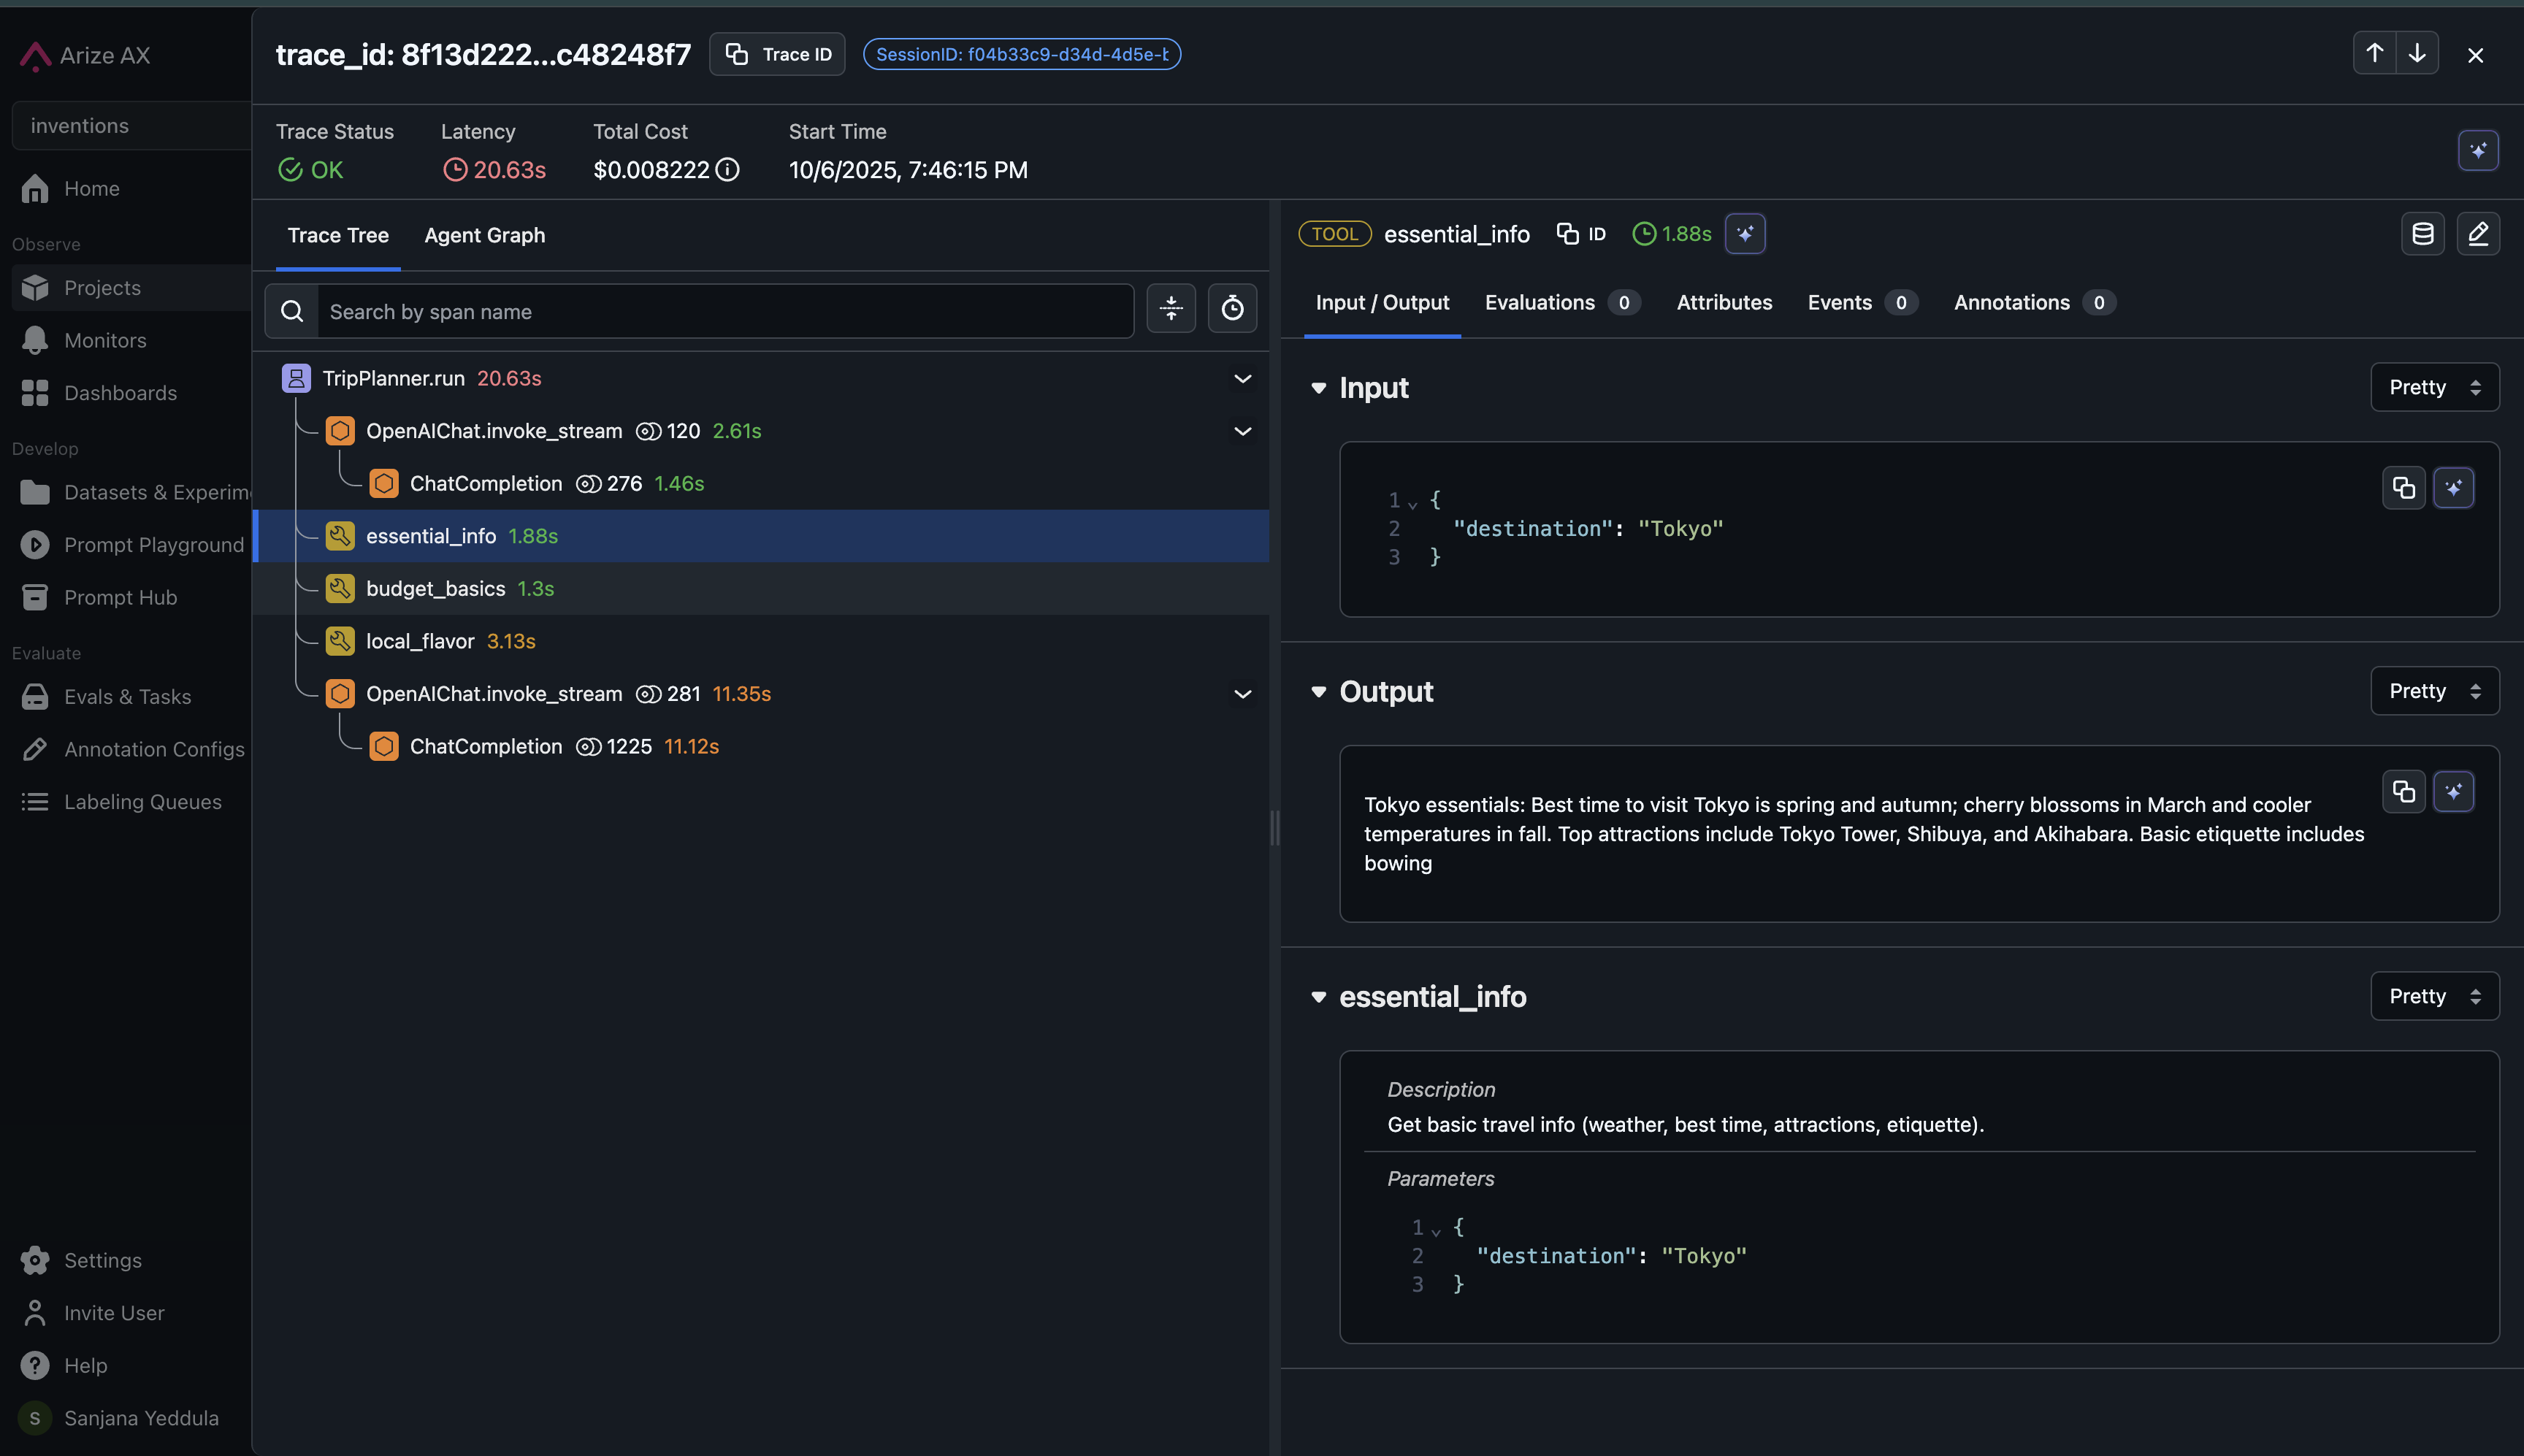 Arize AX
inventions
Home
Observe
Projects
Monitors
Dashboards
Develop
Datasets & Experim
Prompt Playground
Prompt Hub
Evaluate
Evals & Tasks
Annotation Configs
Labeling Queues
Settings
Invite User
Help
S Sanjana Yeddula
trace_id: 8f13d222...c48248f7 Trace ID SessionID: f04b33c9-d34d-4d5e-b
Trace Status Latency Total Cost Start Time
OK 20.63s $0.008222 10/6/2025, 7:46:15 PM
Trace Tree Agent Graph
Search by span name
TripPlanner.run 20.63s
OpenAIChat.invoke_stream 120 2.61s
ChatCompletion 276 1.46s
essential_info 1.88s
budget_basics 1.3s
local_flavor 3.13s
OpenAIChat.invoke_stream 281 11.35s
ChatCompletion 1225 11.12s
TOOL essential_info ID 1.88s
Input / Output Evaluations 0 Attributes Events 0 Annotations 0
Input Pretty
1 {
2 "destination": "Tokyo"
3 }
Output Pretty
Tokyo essentials: Best time to visit Tokyo is spring and autumn; cherry blossoms in March and cooler
temperatures in fall. Top attractions include Tokyo Tower, Shibuya, and Akihabara. Basic etiquette includes
bowing
essential_info Pretty
Description
Get basic travel info (weather, best time, attractions, etiquette).
Parameters
1 {
2 "destination": "Tokyo"
3 }